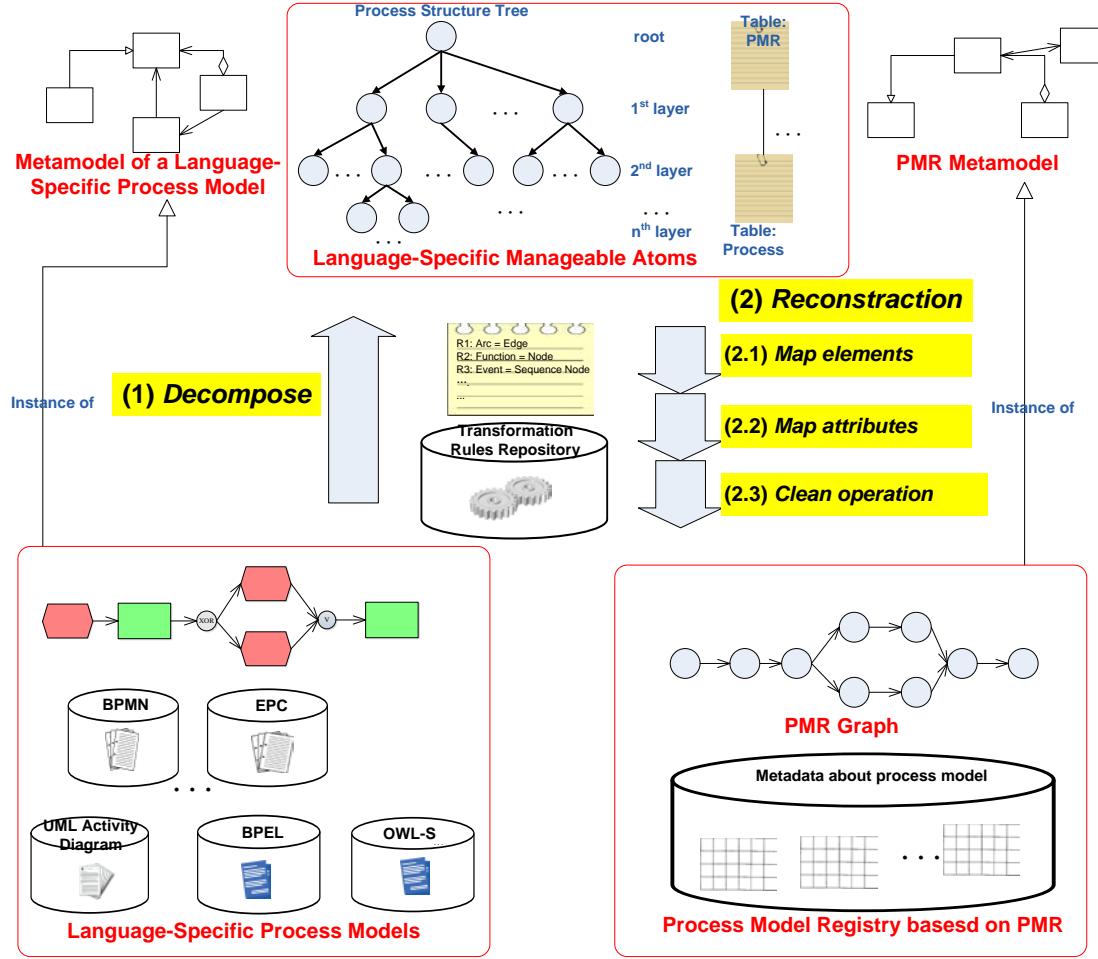 Process Structure Tree
root
Table:
PMR
1st layer
. . .
. . .
Metamodel of a Language-
Specific Process Model
PMR Metamodel
. . .
. . .
. . .
2nd layer
. . .
. . .
. . .
nth layer
Table:
Process
Language-Specific Manageable Atoms
(2) Reconstraction
R1: Arc = Edge
R2: Function = Node
R3: Event = Sequence Node
....
...
(2.1) Map elements
(1) Decompose
Instance of
Instance of
(2.2) Map attributes
Transformation
Rules Repository
(2.3) Clean operation
XOR
V
BPMN
EPC
. . .
UML Activity
Diagram
BPEL
OWL-S
...
Language-Specific Process Models
PMR Graph
Metadata about process model
. . .
Process Model Registry basesd on PMR